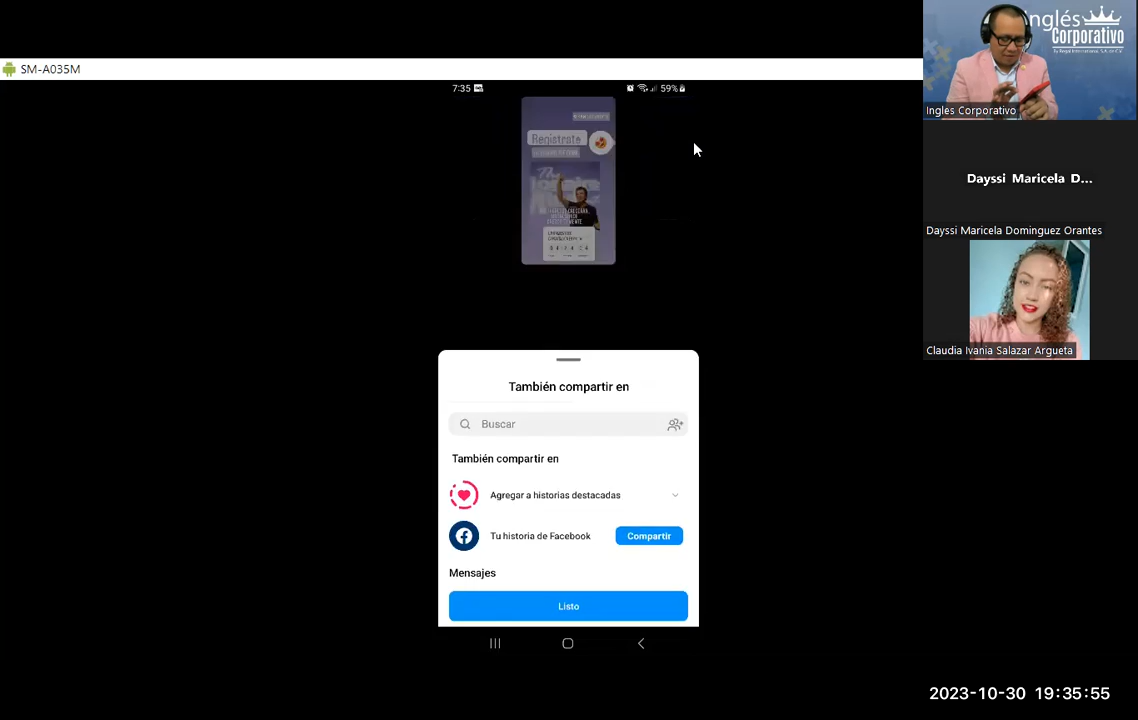 SM-A035M
7:35
59%
Registrate
También compartir en
Buscar
También compartir en
Agregar a historias destacadas
Tu historia de Facebook
Compartir
Mensajes
Listo
Inglés
Corporativo
Ingles Corporativo
Dayssi Maricela D...
Dayssi Maricela Dominguez Orantes
Claudia Ivania Salazar Argueta
2023-10-30 19:35:55